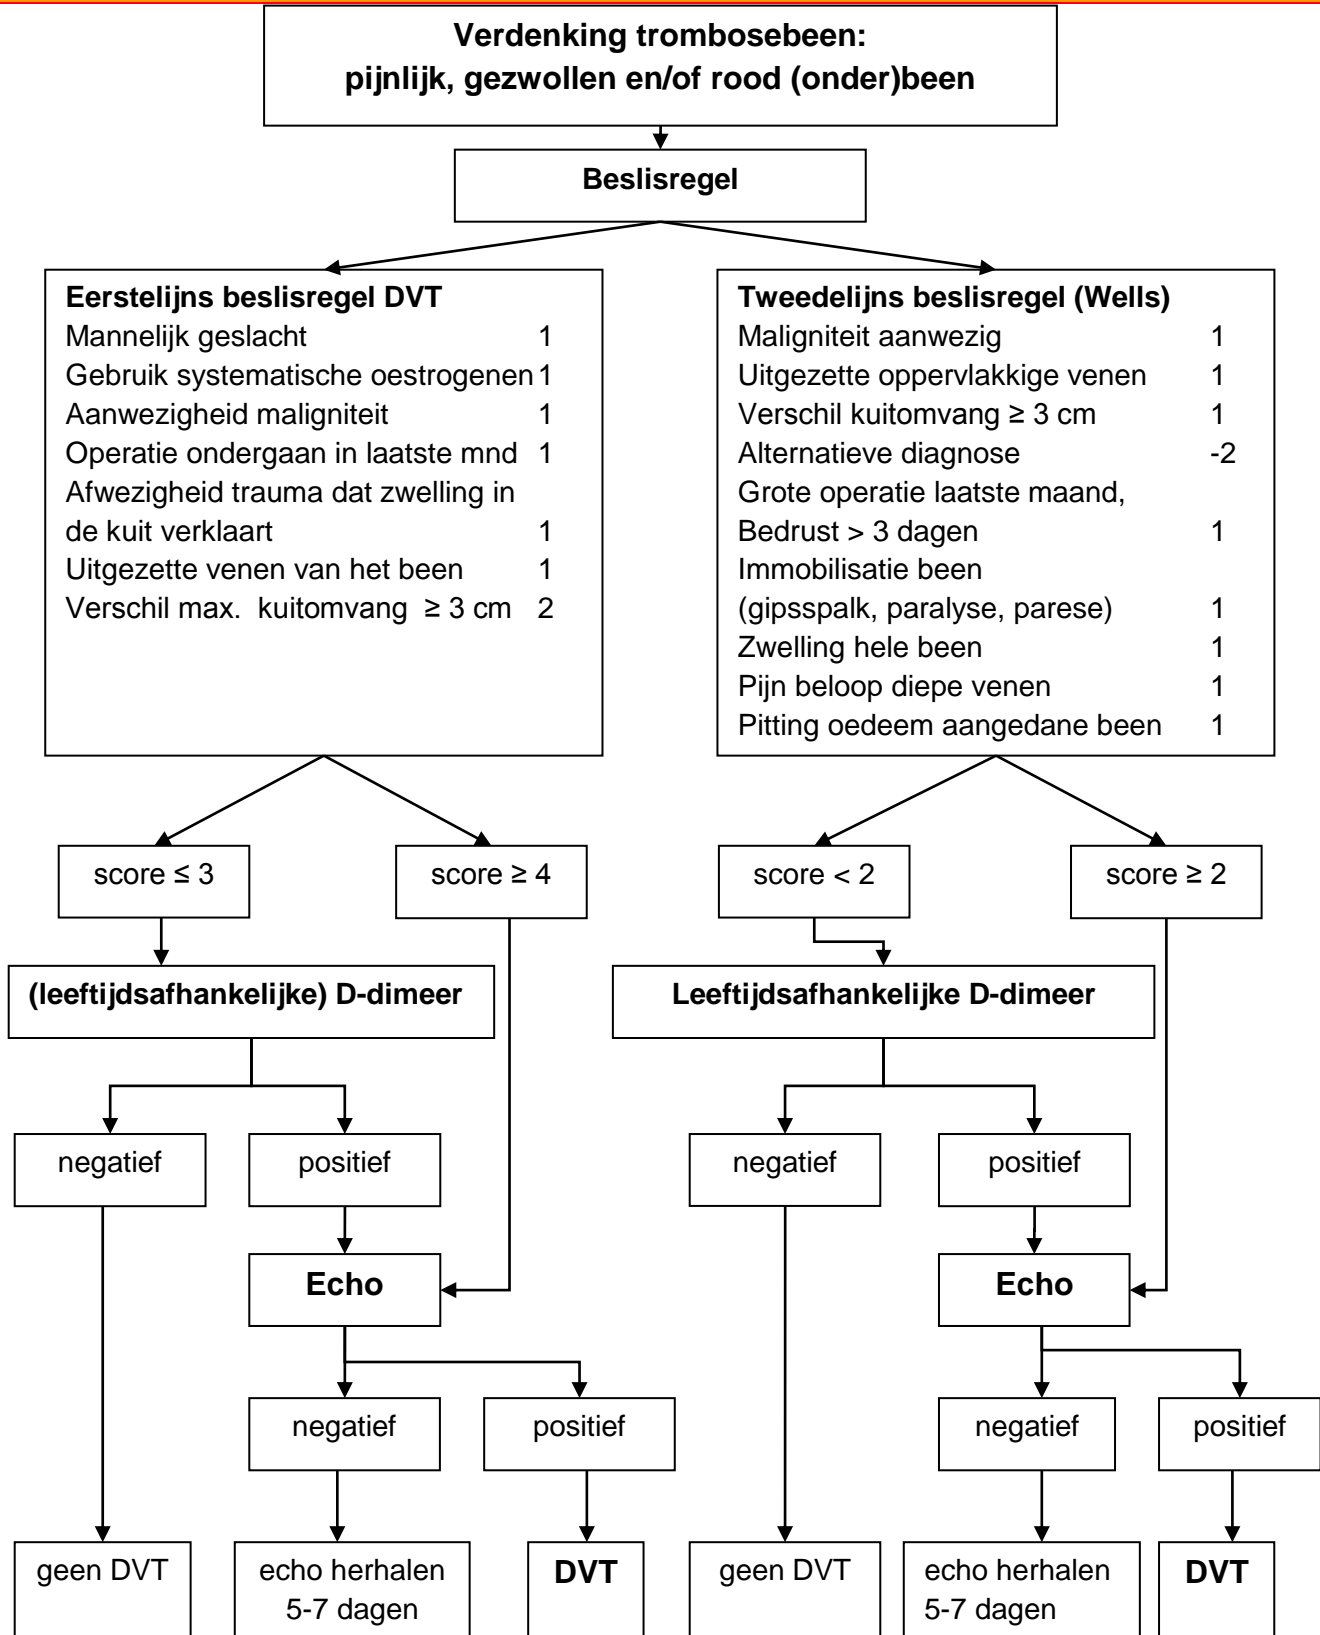 Verdenking trombosebeen:
pijnlijk, gezwollen en/of rood (onder)been
Beslisregel
Eerstelijns beslisregel DVT
Mannelijk geslacht 1
Gebruik systematische oestrogenen 1
Aanwezigheid maligniteit 1
Operatie ondergaan in laatste mnd 1
Afwezigheid trauma dat zwelling in
de kuit verklaart 1
Uitgezette venen van het been 1
Verschil max. kuitomvang ≥ 3 cm 2
Tweedelijns beslisregel (Wells)
Maligniteit aanwezig 1
Uitgezette oppervlakkige venen 1
Verschil kuitomvang ≥ 3 cm 1
Alternatieve diagnose -2
Grote operatie laatste maand,
Bedrust > 3 dagen 1
Immobilisatie been
(gipsspalk, paralyse, parese) 1
Zwelling hele been 1
Pijn beloop diepe venen 1
Pitting oedeem aangedane been 1
score ≤ 3
score ≥ 4
score < 2
score ≥ 2
(leeftijdsafhankelijke) D-dimeer
Leeftijdsafhankelijke D-dimeer
negatief
positief
negatief
positief
Echo
Echo
negatief
positief
negatief
positief
geen DVT
echo herhalen
5-7 dagen
DVT
geen DVT
echo herhalen
5-7 dagen
DVT